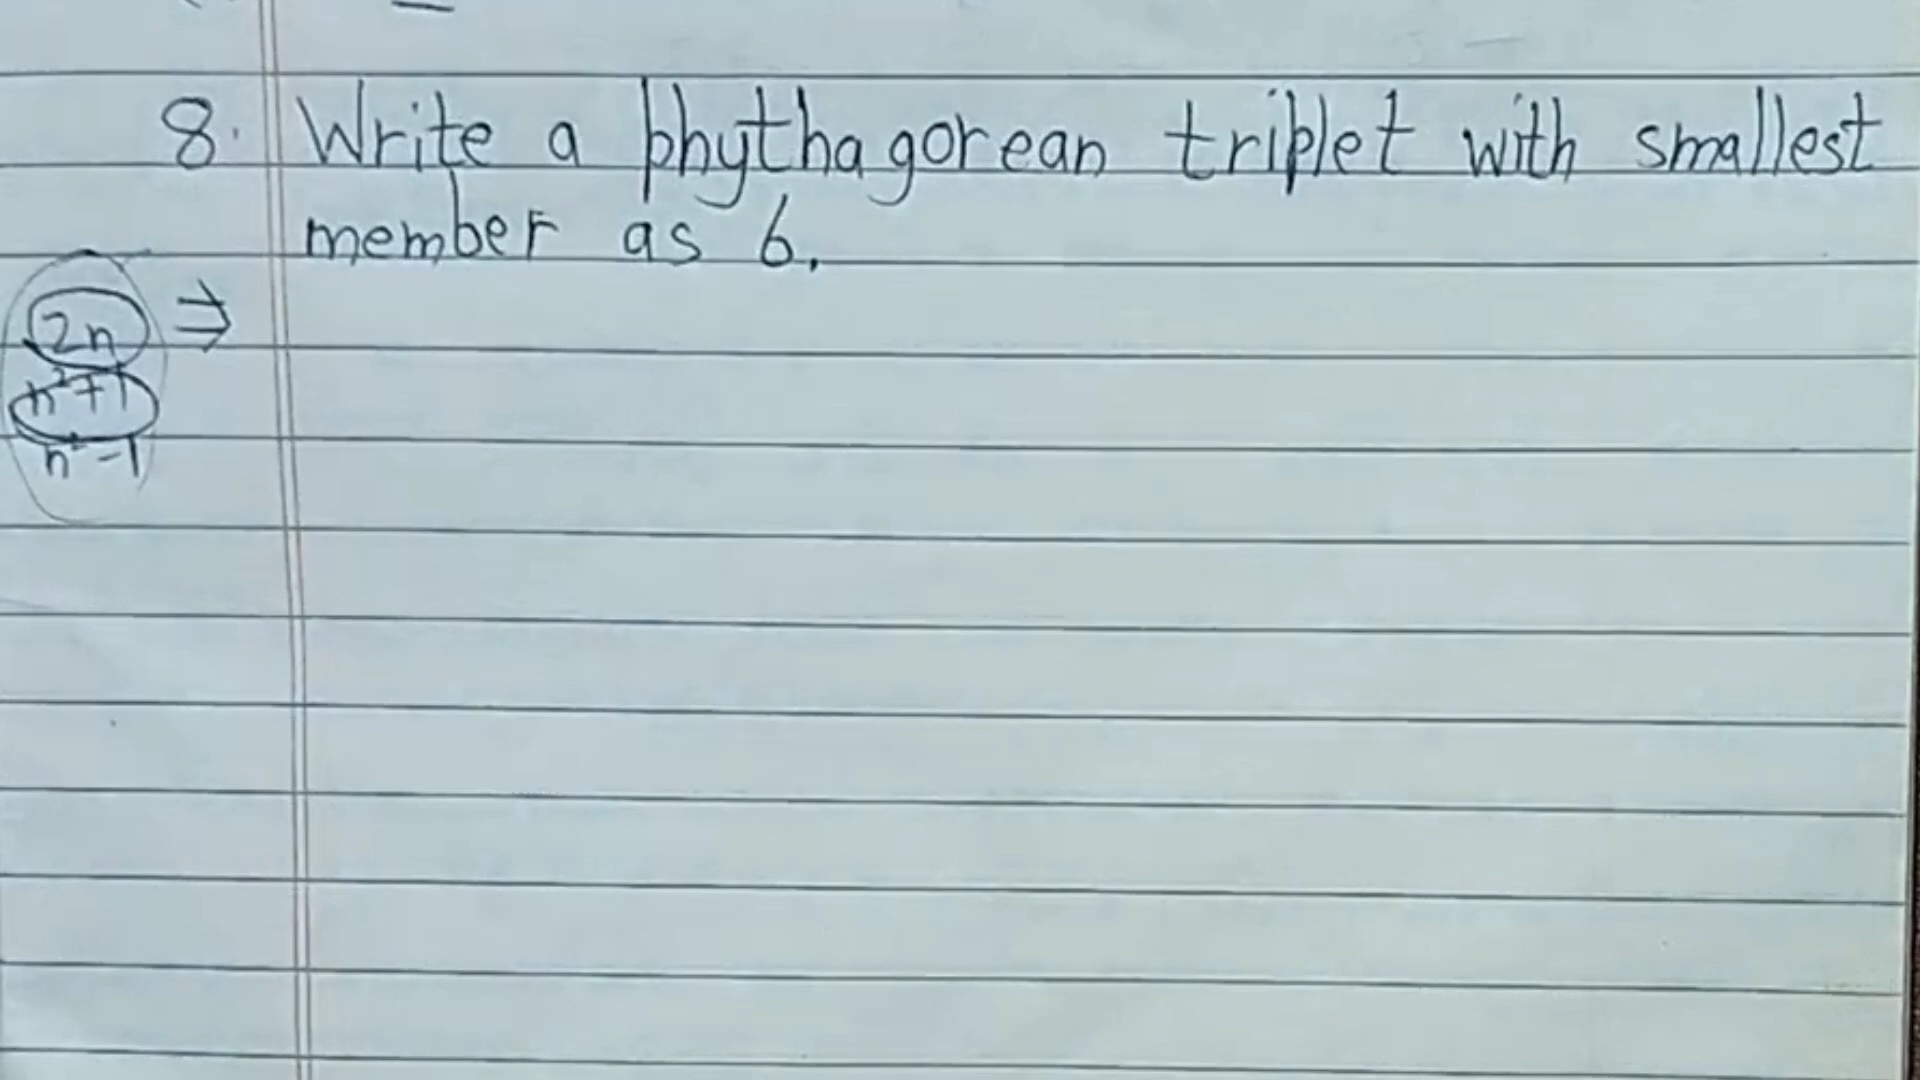 8. Write a phythagorean triplet with smallest
member as 6.
2n ⇒
n²+1
n²-1